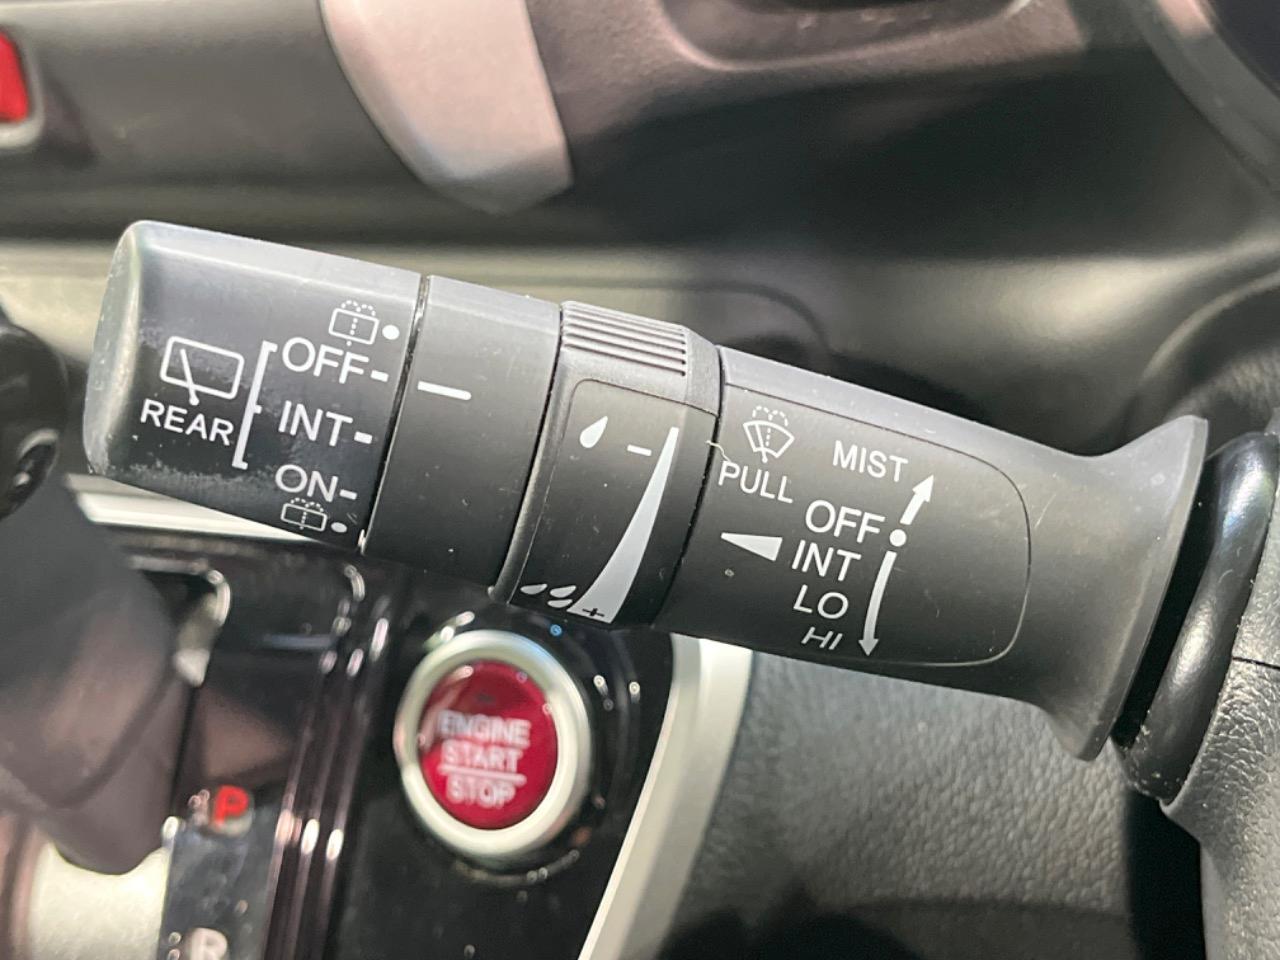 REAR
OFF
INT
ON
PULL
MIST
OFF
INT
LO
HI
ENGINE
START
STOP
P
R